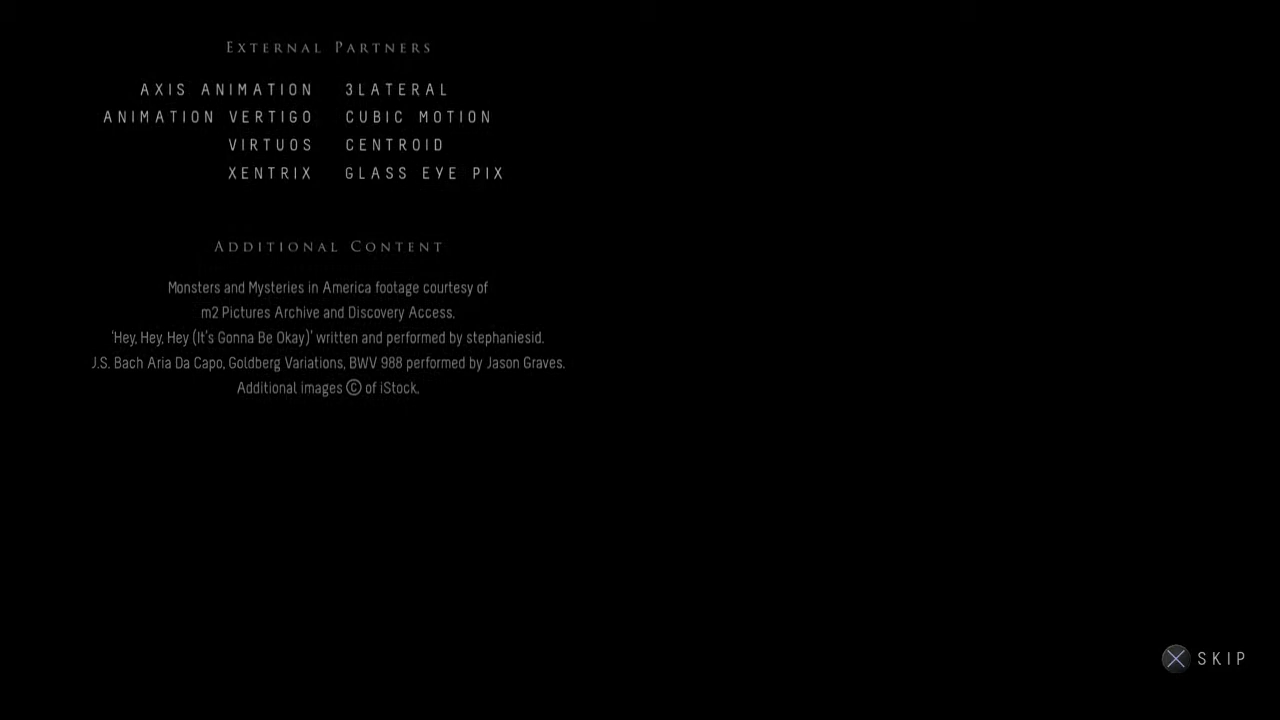 External Partners
AXIS ANIMATION 3LATERAL
ANIMATION VERTIGO CUBIC MOTION
VIRTUOS CENTROID
XENTRIX GLASS EYE PIX
Additional Content
Monsters and Mysteries in America footage courtesy of
m2 Pictures Archive and Discovery Access.
'Hey, Hey, Hey (It's Gonna Be Okay)' written and performed by stephaniesid.
J.S. Bach Aria Da Capo, Goldberg Variations, BWV 988 performed by Jason Graves.
Additional images © of iStock.
SKIP